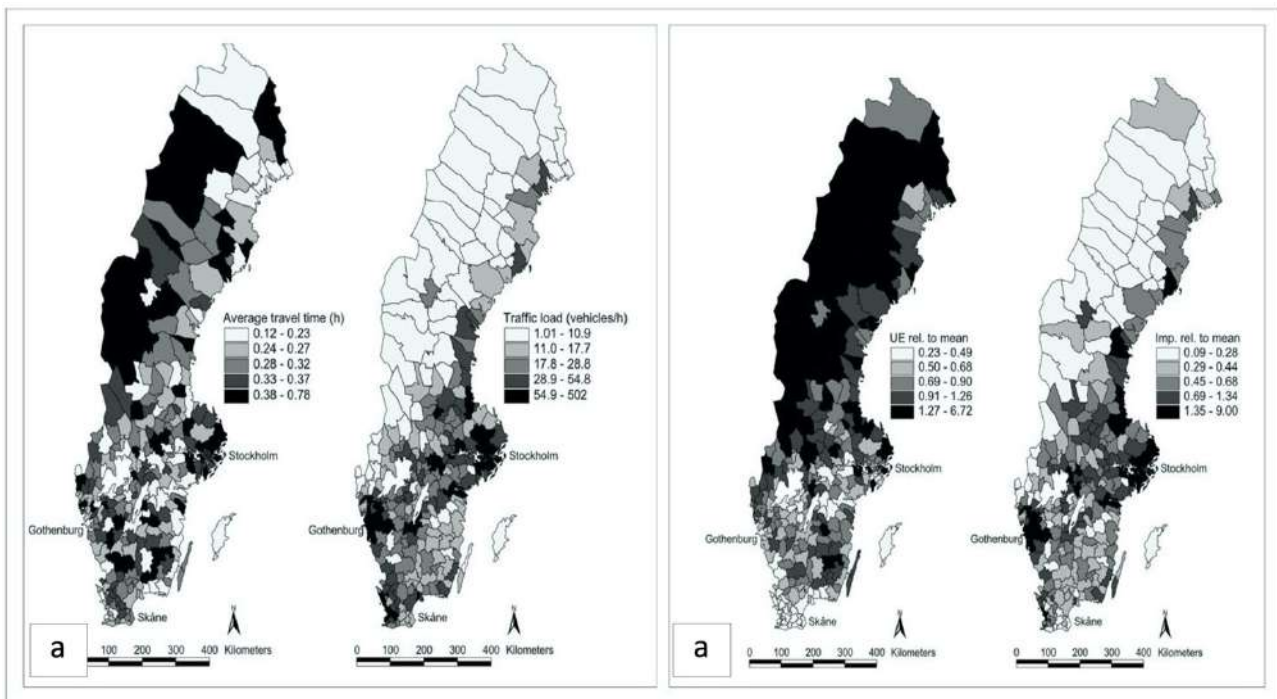 Average travel time (h)
0.12 - 0.23
0.24 - 0.27
0.28 - 0.32
0.33 - 0.37
0.38 - 0.78
Stockholm
Gothenburg
Skåne
N
a
100 200 300 400 Kilometers
Traffic load (vehicles/h)
1.01 - 10.9
11.0 - 17.7
17.8 - 28.8
28.9 - 54.8
54.9 - 502
Stockholm
Gothenburg
Skåne
N
0 100 200 300 400
Kilometers
UE rel. to mean
0.23 - 0.49
0.50 - 0.68
0.69 - 0.90
0.91 - 1.26
1.27 - 6.72
Stockholm
Gothenburg
Skåne
N
a
0 100 200 300 400
Kilometers
Imp. rel. to mean
0.09 - 0.28
0.29 - 0.44
0.45 - 0.68
0.69 - 1.34
1.35 - 9.00
Stockholm
Gothenburg
Skåne
N
0 100 200 300 400
Kilometers